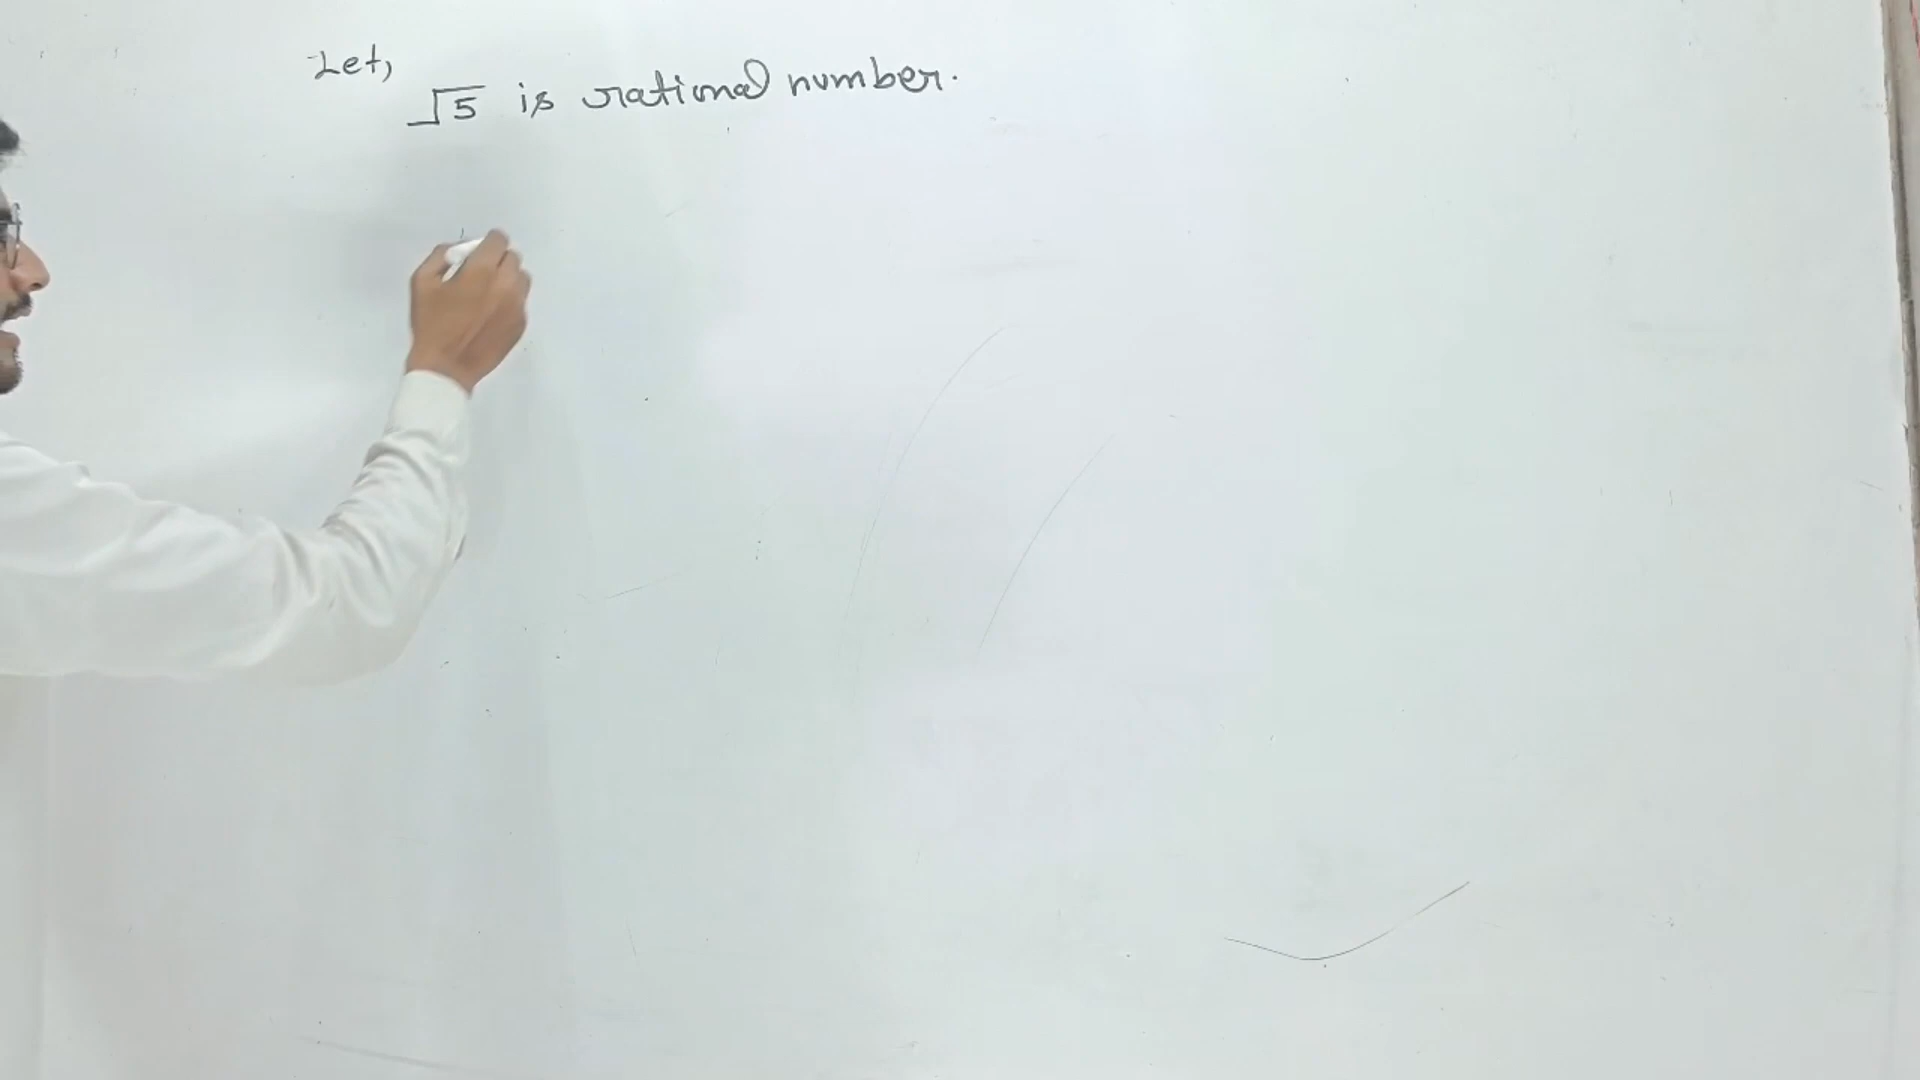 Let,
√5 is rational number.